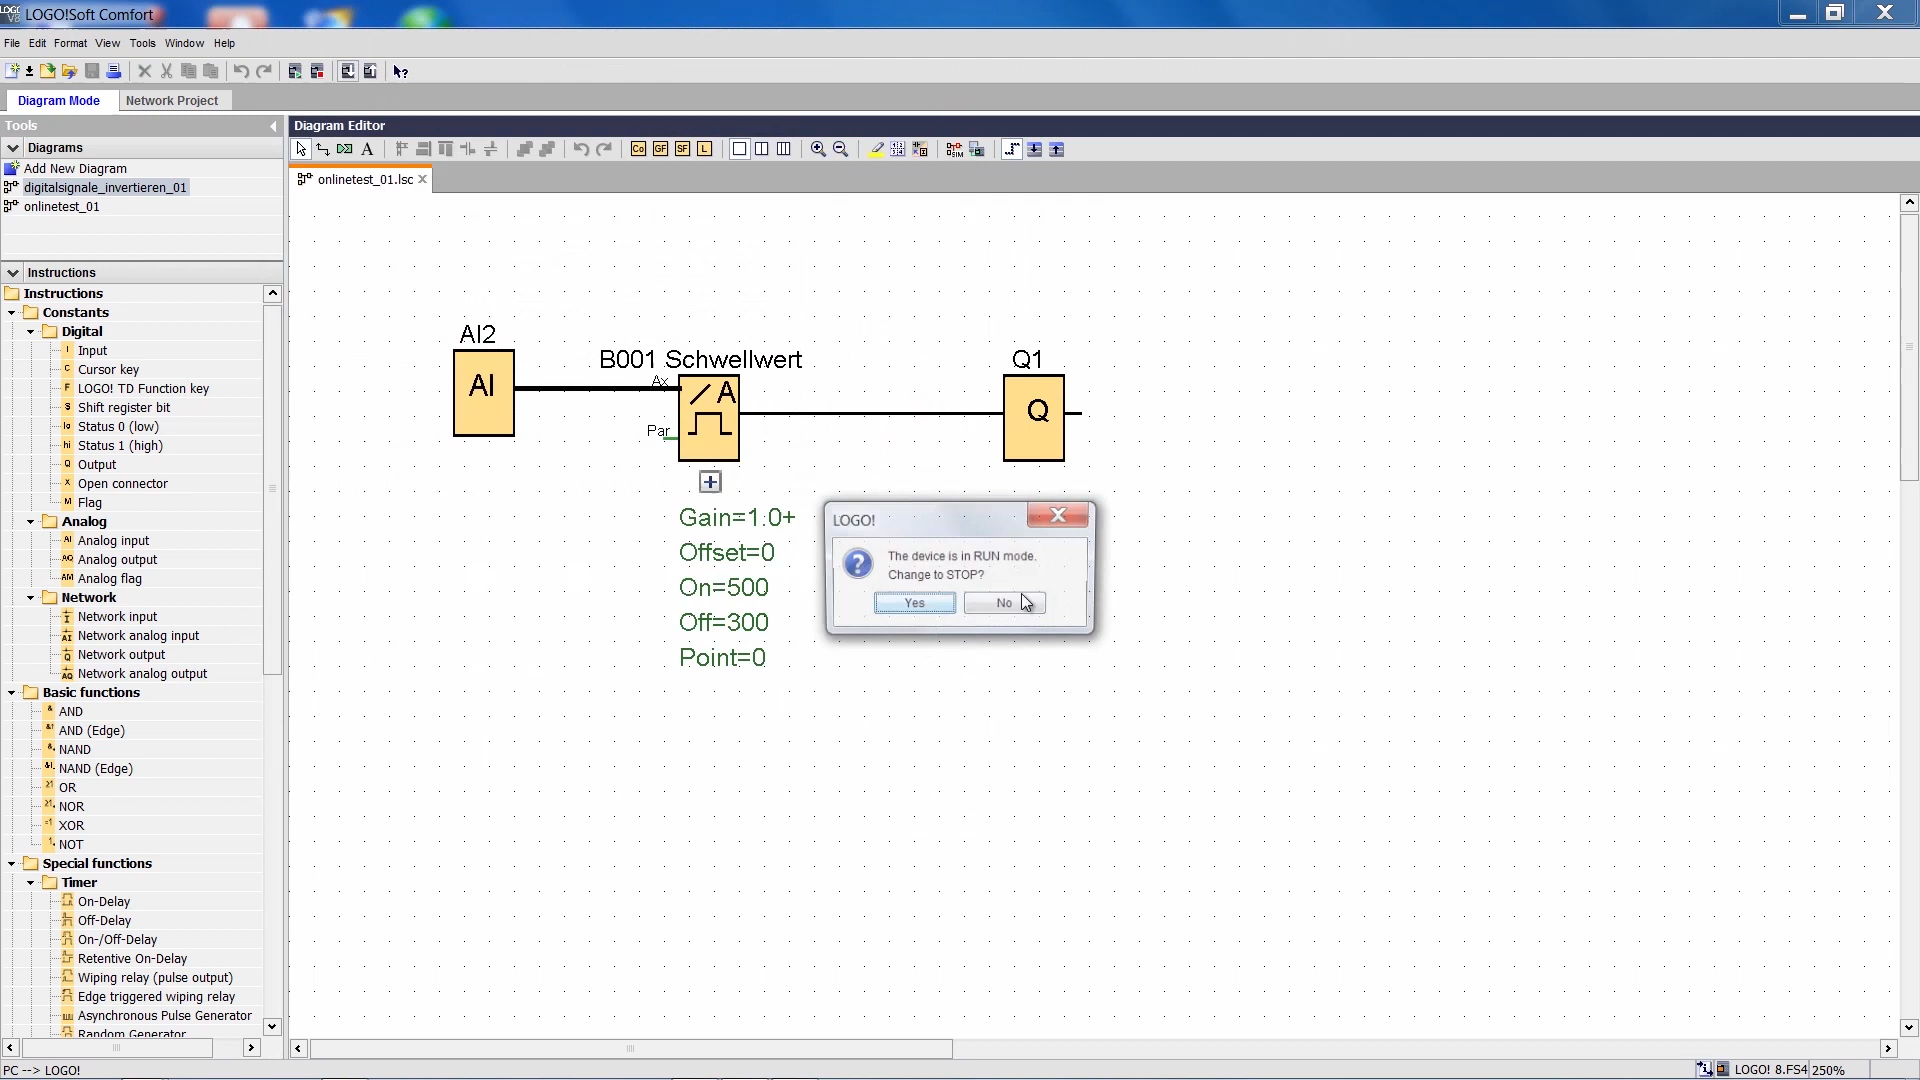 LOGO!Soft Comfort
File Edit Format View Tools Window Help
Diagram Mode Network Project
Tools
Diagrams
Add New Diagram
digitalsignale_invertieren_01
onlinetest_01
Instructions
Instructions
Constants
Digital
Input
Cursor key
LOGO! TD Function key
Shift register bit
Status 0 (low)
Status 1 (high)
Output
Open connector
Flag
Analog
Analog input
Analog output
Analog flag
Network
Network input
Network analog input
Network output
Network analog output
Basic functions
AND
AND (Edge)
NAND
NAND (Edge)
OR
NOR
XOR
NOT
Special functions
Timer
On-Delay
Off-Delay
On-/Off-Delay
Retentive On-Delay
Wiping relay (pulse output)
Edge triggered wiping relay
Asynchronous Pulse Generator
Random Generator
Diagram Editor
A Co GF SF L
onlinetest_01.lsc
AI2
AI
B001 Schwellwert
Ax
A
Par
Q1
Q
Gain=1.0+
Offset=0
On=500
Off=300
Point=0
LOGO!
The device is in RUN mode.
Change to STOP?
Yes No
PC --> LOGO!
LOGO! 8.FS4 250%